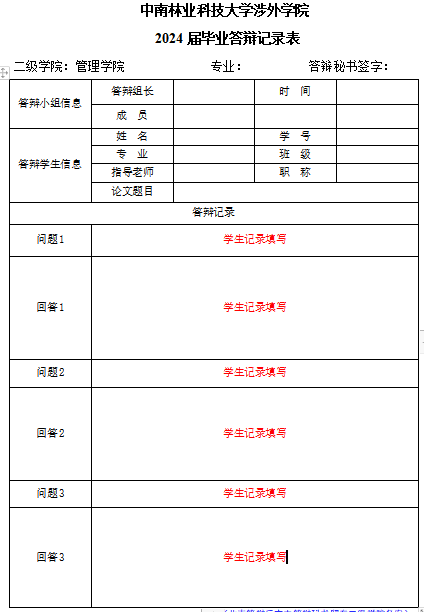 中南林业科技大学涉外学院
2024 届毕业答辩记录表
二级学院：管理学院 专业： 答辩秘书签字：
答辩小组信息 答辩组长 时 间
成 员
答辩学生信息 姓 名 学 号
专 业 班 级
指导老师 职 称
论文题目
答辩记录
问题1 学生记录填写
回答1 学生记录填写
问题2 学生记录填写
回答2 学生记录填写
问题3 学生记录填写
回答3 学生记录填写